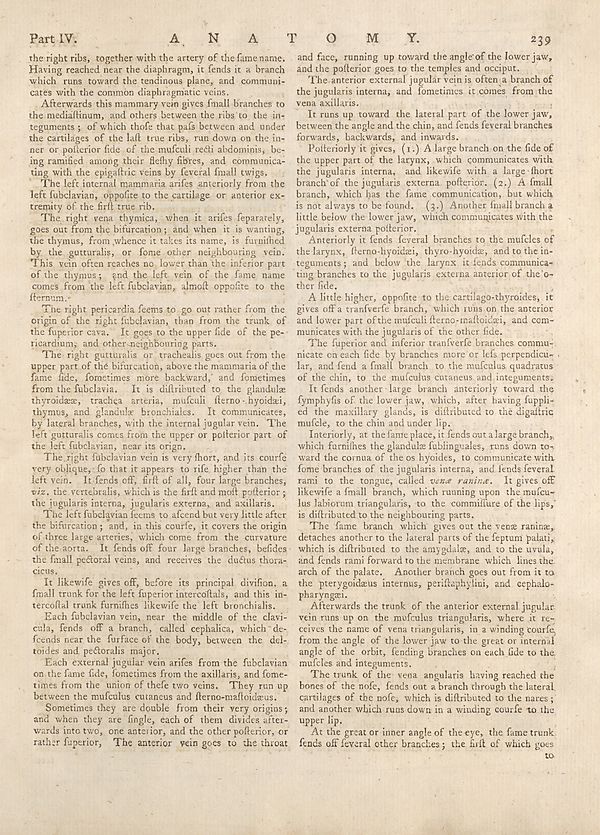 Part IV. A N A T O M Y. 239
the right ribs, together with the artery of the ſame name.
Having reached near the diaphragm, it ſends it a branch
which runs toward the tendinous plane, and communi-
cates with the common diaphragmatic veins.
Afterwards this mammary vein gives ſmall branches to
the mediaſtinum, and others between the ribs to the in-
teguments; of which thoſe that paſs between and under
the cartilages of the laſt true ribs, run down on the in-
ner or poſterior ſide of the muſculi recti abdominis, be-
ing ramified among their fleſhy fibres, and communica-
ting with the epigaſtric veins by ſeveral ſmall twigs.
The left internal mammaria ariſes anteriorly from the
left ſubclavian, oppoſite to the cartilage or anterior ex-
tremity of the firſt true rib.
The right vena thymica, when it ariſes ſeparately,
goes out from the bifurcation; and when it is wanting,
the thymus, from whence it takes its name, is furniſhed
by the gutturalis, or ſome other neighbouring vein.
This vein often reaches no lower than the inferior part
of the thymus; and the left vein of the ſame name
comes from the left ſubclavian, almoſt oppoſite to the
ſternum.
The right pericardia ſeems to go out rather from the
origin of the right ſubclavian, than from the trunk of
the ſuperior cava. It goes to the upper ſide of the pe-
ricardium, and other neighbouring parts.
The right gutturalis or trachealis goes out from the
upper part of the bifurcation, above the mammaria of the
ſame ſide, ſometimes more backward, and ſometimes
from the ſubclavia. It is diſtributed to the glandulæ
thyroidææ, trachea arteria, muſculi ſterno-hyoidæi,
thymus, and glandulæ bronchiales. It communicates,
by lateral branches, with the internal jugular vein. The
left gutturalis comes from the upper or poſterior part of
the left ſubclavian, near its orign.
The right ſubclavian vein is very ſhort, and its courſe
very oblique, ſo that it appears to riſe higher than the
left vein. It ſends off, firſt of all, four large branches,
viz. the vertebralis, which is the firſt and moſt poſterior;
the jugularis interna, jugularis externa, and axillaris.
The left ſubclavian ſeems to aſcend but very little after
the bifurcation; and, in this courſe, it covers the origin
of three large arteries, which come from the curvature
of the aorta. It ſends off four large branches, beſides
the ſmall pectoral veins, and receives the ductus thora-
cicus.
It likewiſe gives off, before its principal diviſion, a
ſmall trunk for the left ſuperior intercoſtals, and this in-
tercoſtal trunk furniſhes likewiſe the left bronchialis.
Each ſubclavian vein, near the middle of the clavi-
cula, ſends off a branch, called cephalica, which de-
ſcends near the ſurface of the body, between the del-
toides and pectoralis major.
Each external jugular vein ariſes from the ſubclavian
on the ſame ſide, ſometimes from the axillaris, and ſome-
times from the union of theſe two veins. They run up
between the muſculus cutaneus and ſterno-maſtoidæus.
Sometimes they are double from their very origins;
and when they are ſingle, each of them divides after-
wards into two, one anterior, and the other poſterior, or
rather ſuperior, The anterior vein goes to the throat
and face, running up toward the angle of the lower jaw,
and the poſterior goes to the temples and occiput.
The anterior external jugular vein is often a branch of
the jugularis interna, and ſometimes it comes from the
vena axillaris.
It runs up toward the lateral part of the lower jaw,
between the angle and the chin, and ſends ſeveral branches
forwards, backwards, and inwards.
Poſteriorly it gives, (1.) A large branch on the ſide of
the upper part of the larynx, which communicates with
the jugularis interna, and likewiſe with a large ſhort
branch of the jugularis externa poſterior. (2.) A ſmall
branch, which has the ſame communication, but which
is not always to be found. (3.) Another ſmall branch a
little below the lower jaw, which communicates with the
jugularis externa poſterior.
Anteriorly it ſends ſeveral branches to the muſcles of
the larynx, ſterno-hyoidæi, thyro-hyoidæi, and to the in-
teguments; and below the larynx it ſends communica-
ting branches to the jugularis externa anterior of the o-
ther ſide.
A little higher, oppoſite to the cartilago-thyroides, it
gives off a tranſverſe branch, which runs on the anterior
and lower part of the muſculi ſterno-maſtoidæi, and com-
municates with the jugularis of the other ſide.
The ſuperior and inferior tranſverſe branches commu-
nicate on each ſide by branches more or leſs perpendicu-
lar, and ſend a ſmall branch to the muſculus quadratus
of the chin, to the muſculus cutaneus and integuments.
It ſends another large branch anteriorly toward the
ſymphyſis of the lower jaw, which, after having ſuppli-
ed the maxillary glands, is diſtributed to the digaſtric
muſcle, to the chin and under lip.
Interiorly, at the ſame place, it ſends out a large branch,
which furniſhes the glandulæ ſublinguales, runs down to-
ward the cornua of the os hyoides, to communicate with
ſome branches of the jugularis interna, and ſends ſeveral
rami to the tongue, called venæ raninæ. It gives off
likewiſe a ſmall branch, which running upon the muſcu-
lus labiorum triangularis, to the commiſſure of the lips,
is diſtributed to the neighbouring parts.
The ſame branch which gives out the venæ raninæ,
detaches another to the lateral parts of the ſeptum palati,
which is diſtributed to the amygdalæ, and to the uvula,
and ſends rami forward to the membrane which lines the
arch of the palate. Another branch goes out from it to
the pterygoidæus internus, periſtaphylini, and cephalo-
pharyngæi.
Afterwards the trunk of the anterior external jugular
vein runs up on the muſculus triangularis, where it re-
ceives the name of vena triangularis, in a winding courſe,
from the angle of the lower jaw to the great or internal
angle of the orbit, ſending branches on each ſide to the
muſcles and integuments.
The trunk of the vena angularis having reached the
bones of the noſe, ſends out a branch through the lateral
cartilages of the noſe, which is diſtributed to the nares;
and another which runs down in a winding courſe to the
upper lip.
At the great or inner angle of the eye, the ſame trunk
ſends off ſeveral other branches; the firſt of which goes
to